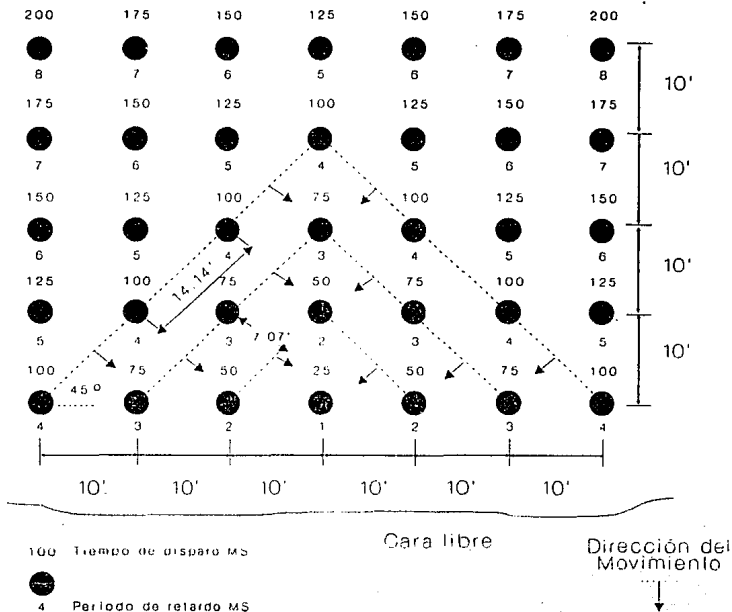 200 175 150 125 150 175 200
8 7 6 5 6 7 8
10'
175 150 125 100 125 150 175
7 6 5 4 5 6 7
10'
150 125 100 75 100 125 150
6 5 4 3 4 5 6
14.14'
10'
125 100 75 50 75 100 125
5 4 3 2 3 4 5
7.07'
10'
100 75 50 25 50 75 100
45º
4 3 2 1 2 3 4
10' 10' 10' 10' 10' 10'
Cara libre
100 Tiempo de disparo MS
4 Período de retardo MS
Dirección del
Movimiento